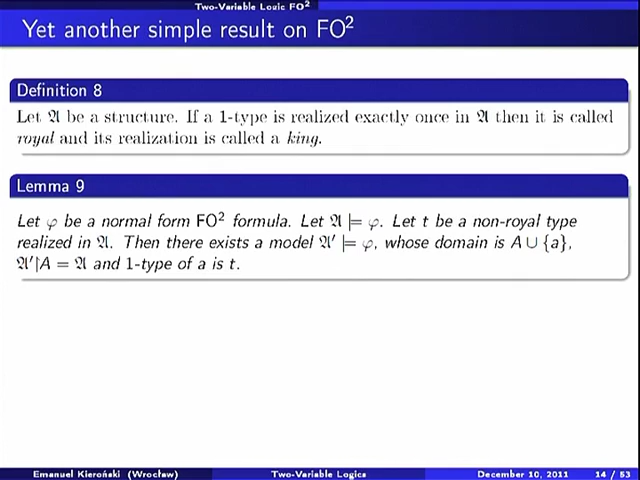 Two-Variable Logic FO²
Yet another simple result on FO²
Definition 8
Let 𝔄 be a structure. If a 1-type is realized exactly once in 𝔄 then it is called
royal and its realization is called a king.
Lemma 9
Let φ be a normal form FO² formula. Let 𝔄 |= φ. Let t be a non-royal type
realized in 𝔄. Then there exists a model 𝔄′ |= φ, whose domain is A ∪ {a},
𝔄′↾A = 𝔄 and 1-type of a is t.
Emanuel Kieroński (Wrocław) Two-Variable Logics December 10, 2011 14 / 53